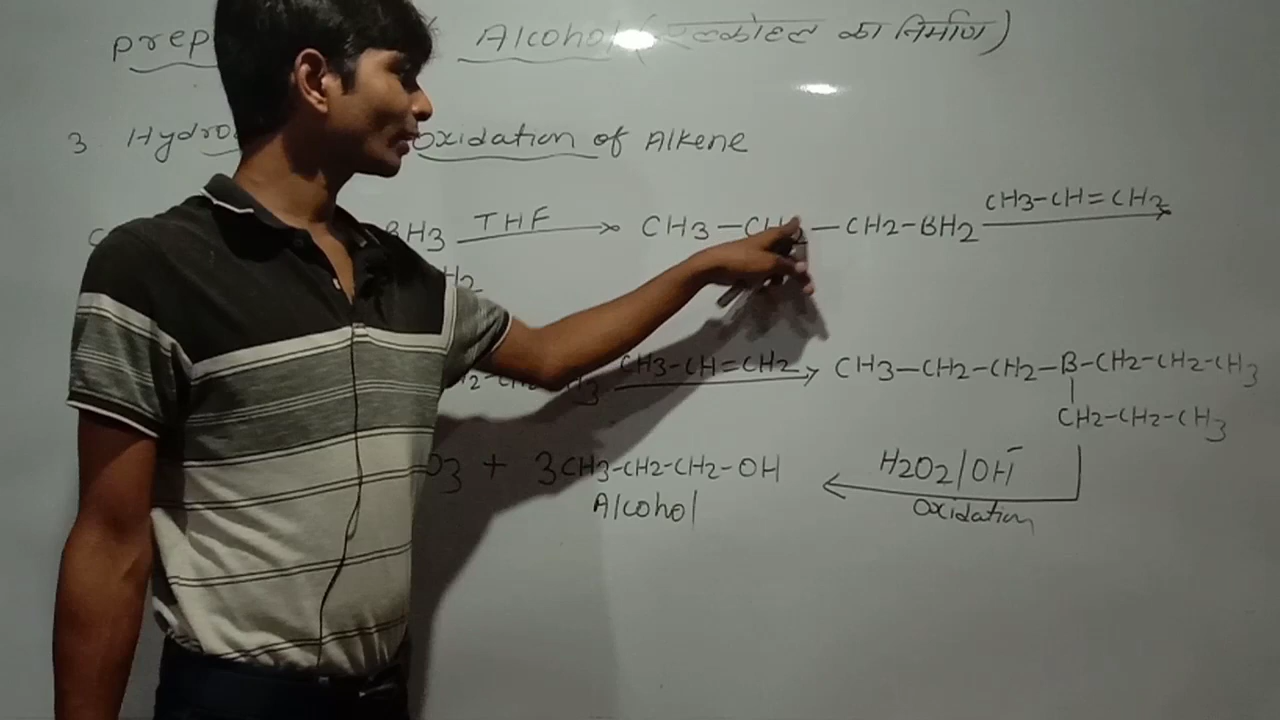 prep Alcohol (एल्कोहल का निर्माण)
3 Hydro Oxidation of Alkene
BH3 THF CH3-CH2-CH2-BH2 CH3-CH=CH2
H2
CH3-CH=CH2 CH3-CH2-CH2-B-CH2-CH2-CH3
CH2-CH2-CH3
O3 + 3CH3-CH2-CH2-OH H2O2/OH⁻
Alcohol Oxidation